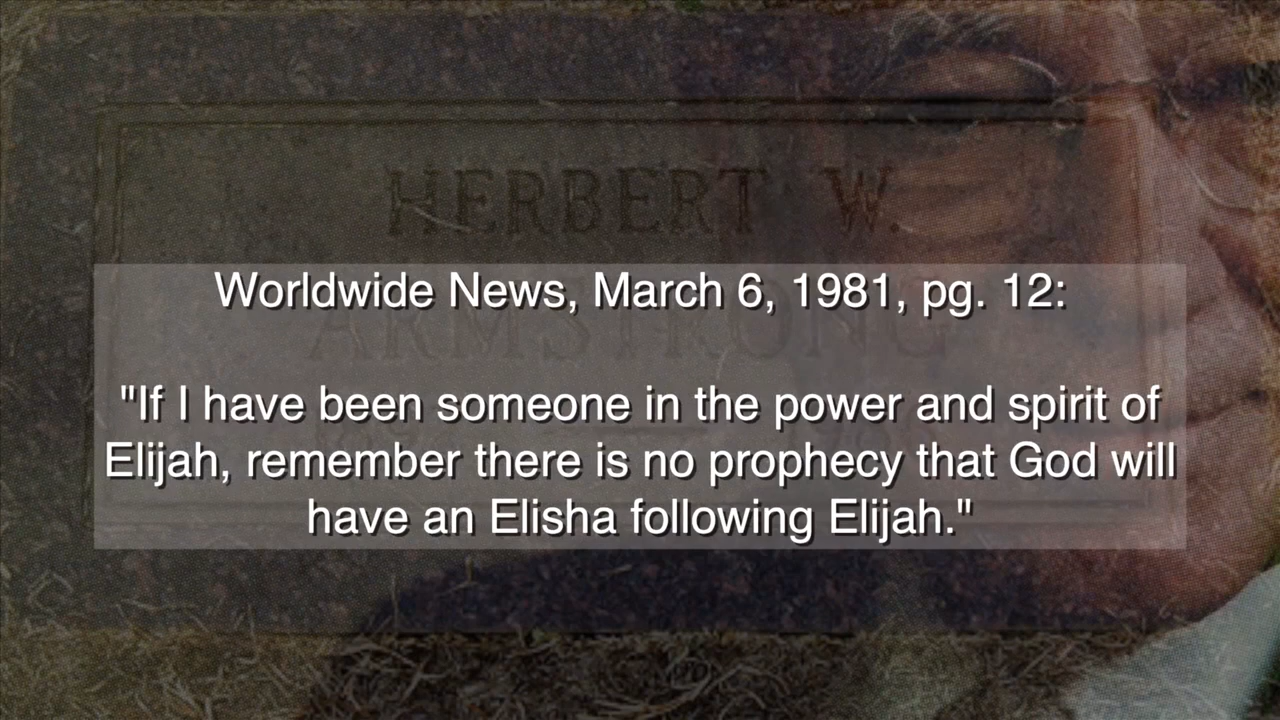 HERBERT W.
ARMSTRONG
Worldwide News, March 6, 1981, pg. 12:
"If I have been someone in the power and spirit of
Elijah, remember there is no prophecy that God will
have an Elisha following Elijah."